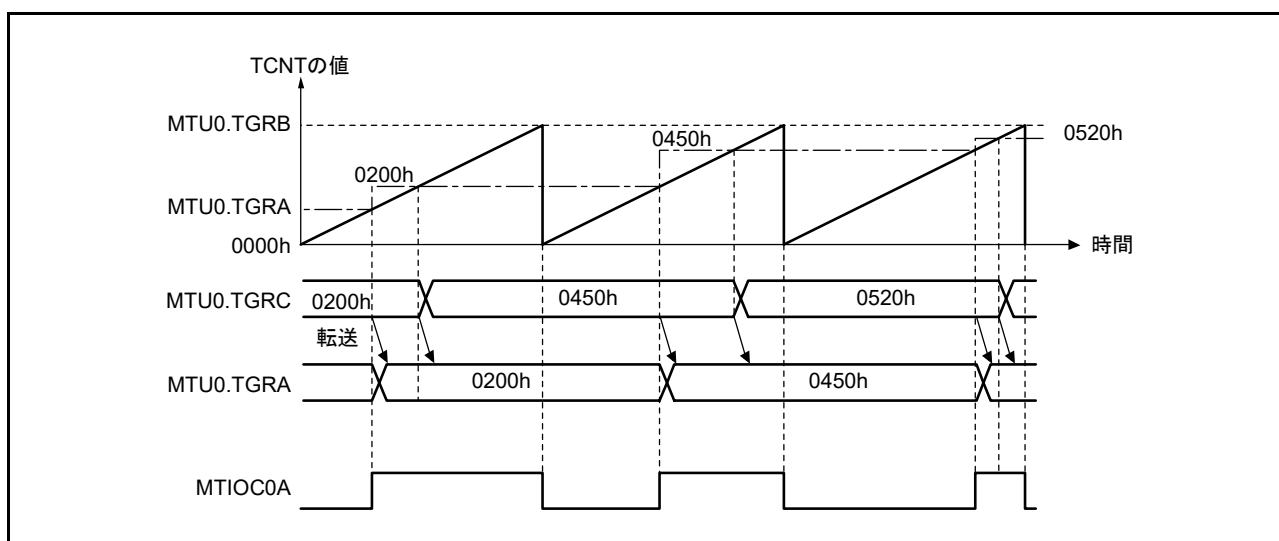 TCNTの値
MTU0.TGRB
0520h
0450h
0200h
MTU0.TGRA
0000h
時間
MTU0.TGRC
0200h
0450h
0520h
転送
MTU0.TGRA
0200h
0450h
MTIOC0A